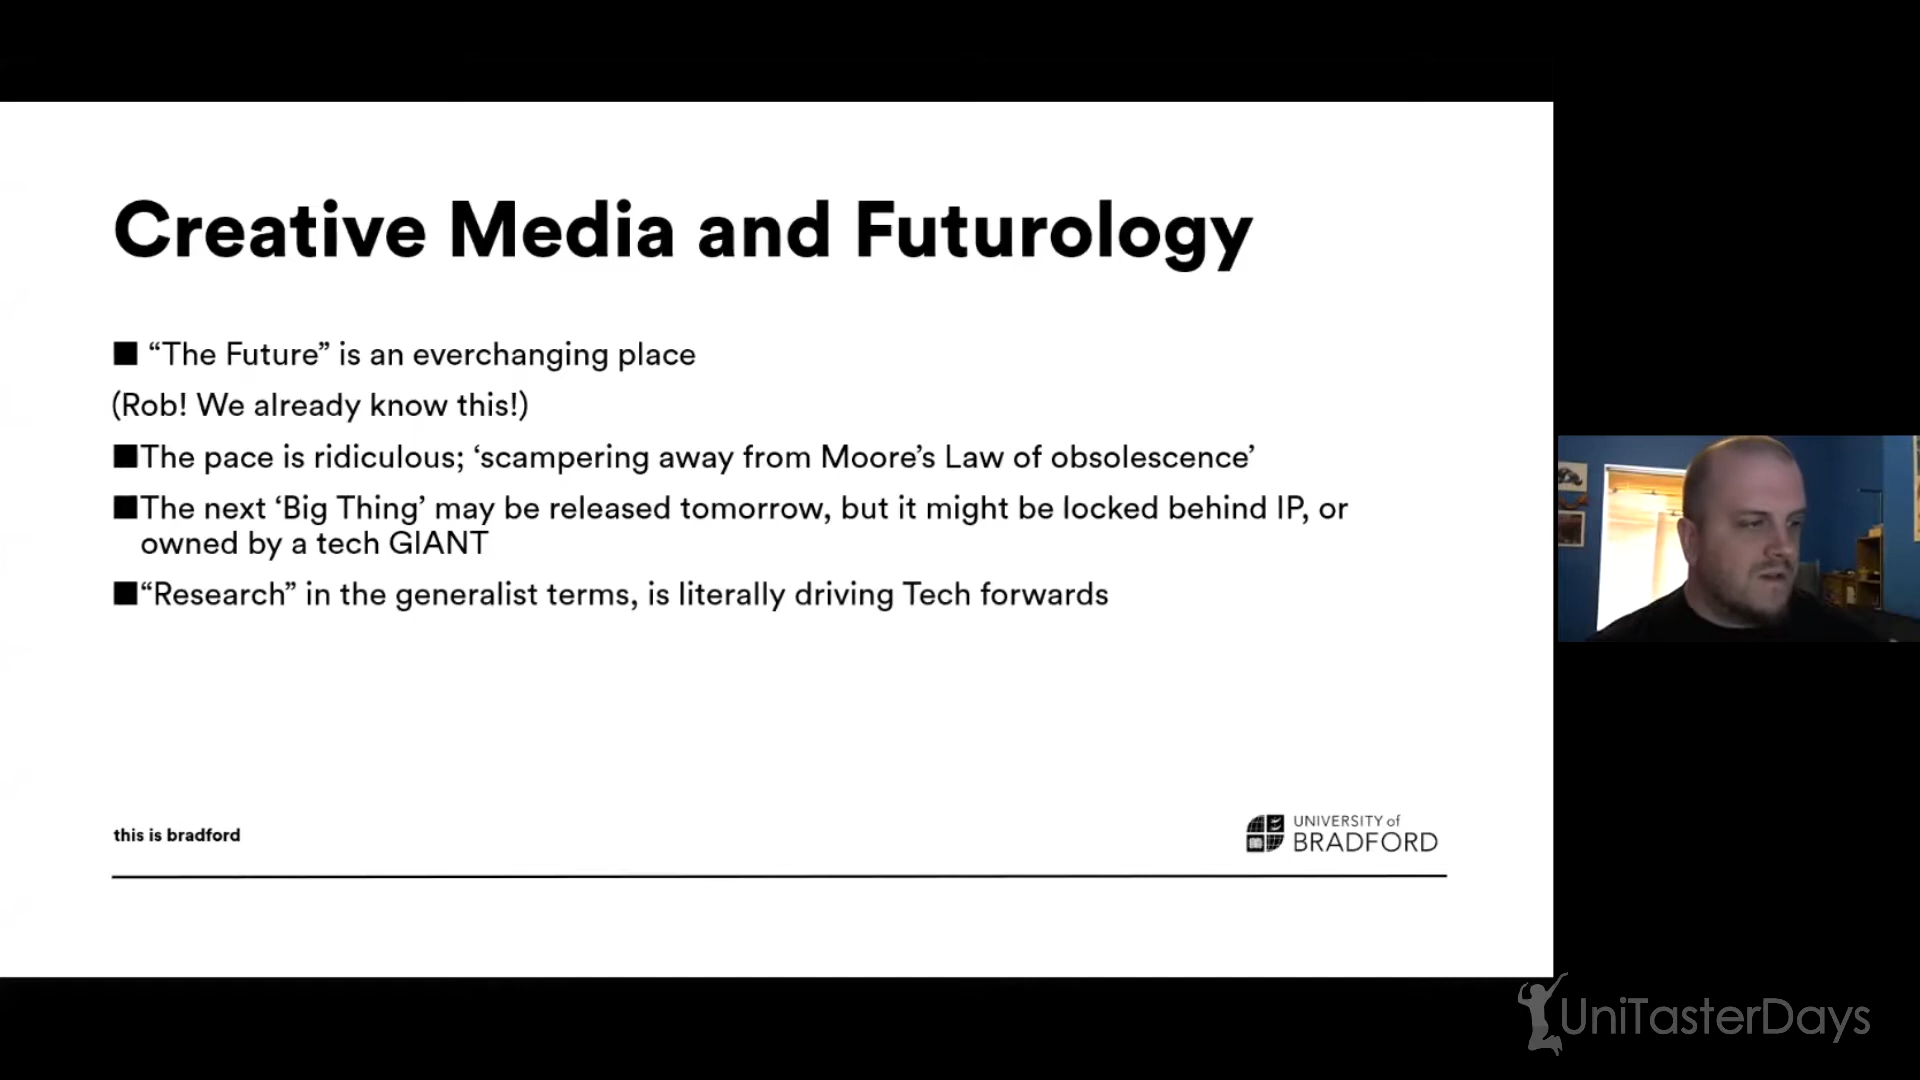 Creative Media and Futurology
■ “The Future” is an everchanging place
(Rob! We already know this!)
■The pace is ridiculous; ‘scampering away from Moore’s Law of obsolescence’
■The next ‘Big Thing’ may be released tomorrow, but it might be locked behind IP, or
owned by a tech GIANT
■“Research” in the generalist terms, is literally driving Tech forwards
this is bradford
UNIVERSITY of
BRADFORD
UniTasterDays